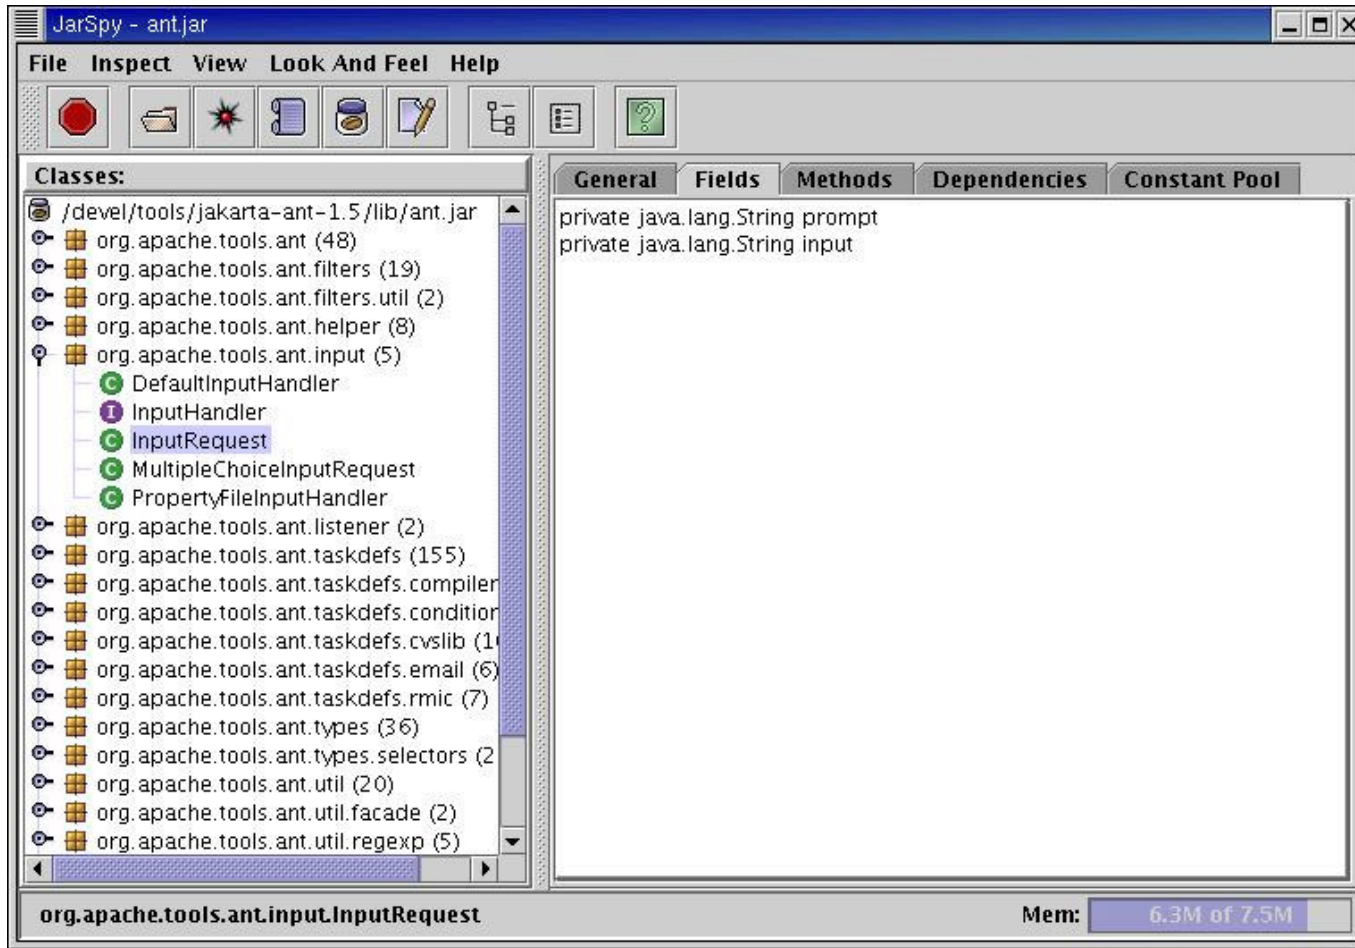 JarSpy - ant.jar
File Inspect View Look And Feel Help
Classes:
/devel/tools/jakarta-ant-1.5/lib/ant.jar
org.apache.tools.ant (48)
org.apache.tools.ant.filters (19)
org.apache.tools.ant.filters.util (2)
org.apache.tools.ant.helper (8)
org.apache.tools.ant.input (5)
C DefaultInputHandler
I InputHandler
C InputRequest
C MultipleChoiceInputRequest
C PropertyFileInputHandler
org.apache.tools.ant.listener (2)
org.apache.tools.ant.taskdefs (155)
org.apache.tools.ant.taskdefs.compiler
org.apache.tools.ant.taskdefs.condition
org.apache.tools.ant.taskdefs.cvslib (1
org.apache.tools.ant.taskdefs.email (6)
org.apache.tools.ant.taskdefs.rmic (7)
org.apache.tools.ant.types (36)
org.apache.tools.ant.types.selectors (2
org.apache.tools.ant.util (20)
org.apache.tools.ant.util.facade (2)
org.apache.tools.ant.util.regexp (5)
General Fields Methods Dependencies Constant Pool
private java.lang.String prompt
private java.lang.String input
org.apache.tools.ant.input.InputRequest
Mem: 6.3M of 7.5M